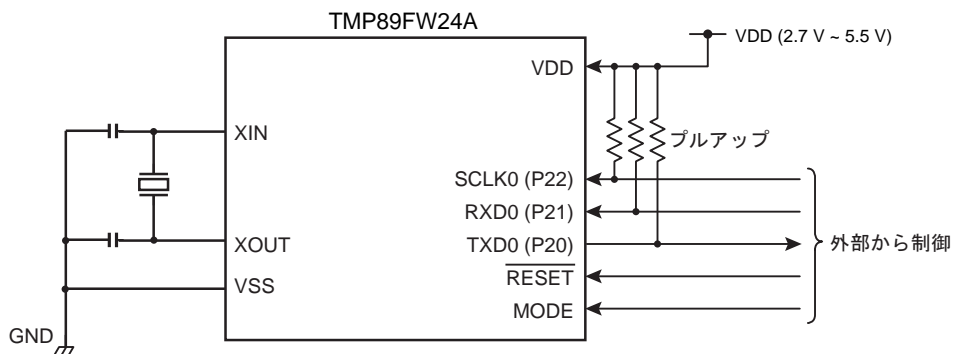 TMP89FW24A
VDD (2.7 V ~ 5.5 V)
VDD
XIN
プルアップ
SCLK0 (P22)
RXD0 (P21)
XOUT
TXD0 (P20)
外部から制御
VSS
RESET
MODE
GND